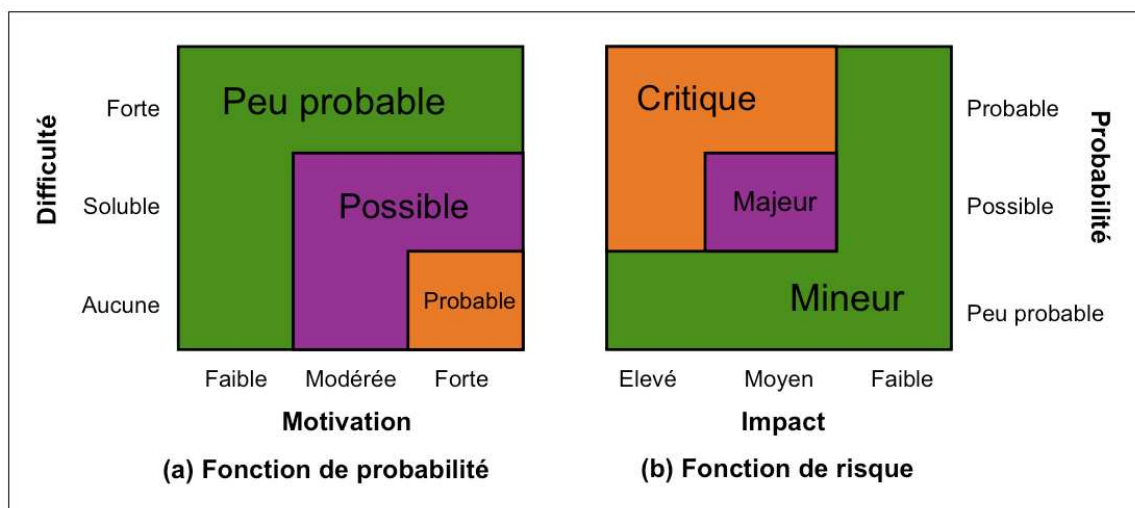 Difficulté
Forte
Soluble
Aucune
Peu probable
Possible
Probable
Faible
Modérée
Forte
Motivation
(a) Fonction de probabilité
Critique
Majeur
Mineur
Probable
Possible
Peu probable
Probabilité
Elevé
Moyen
Faible
Impact
(b) Fonction de risque